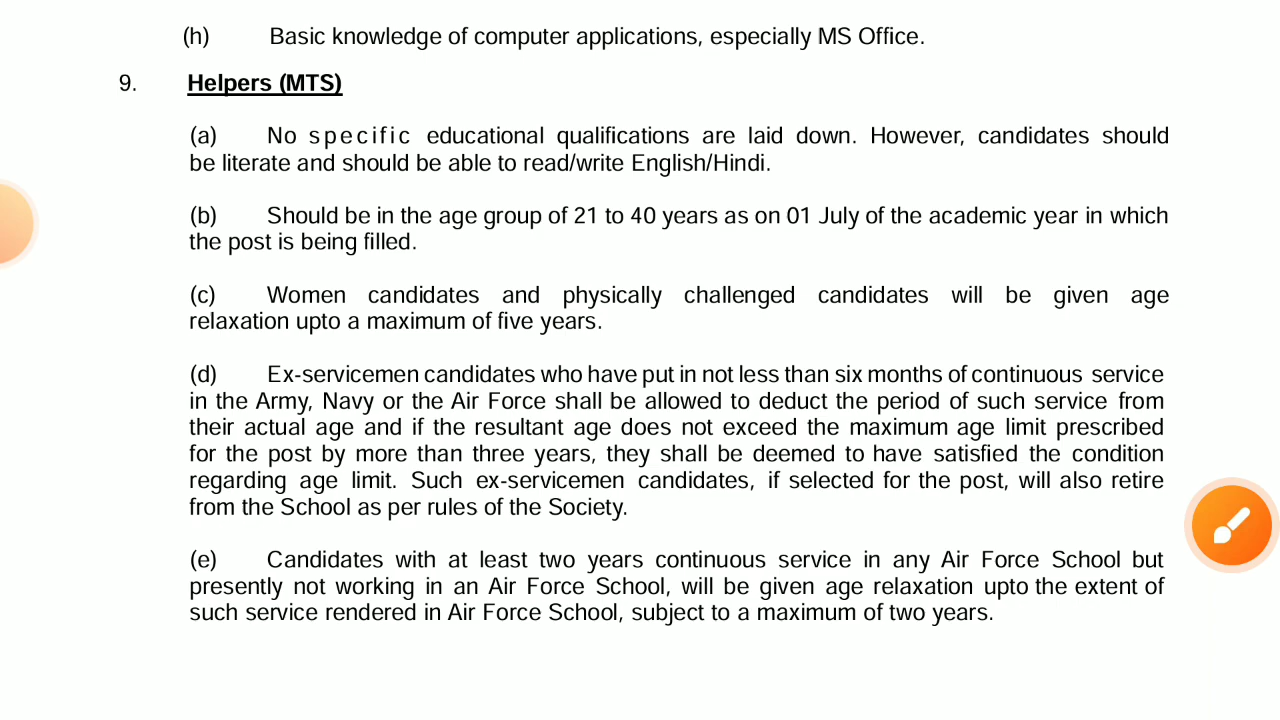 (h) Basic knowledge of computer applications, especially MS Office.
9. Helpers (MTS)
(a) No specific educational qualifications are laid down. However, candidates should
be literate and should be able to read/write English/Hindi.
(b) Should be in the age group of 21 to 40 years as on 01 July of the academic year in which
the post is being filled.
(c) Women candidates and physically challenged candidates will be given age
relaxation upto a maximum of five years.
(d) Ex-servicemen candidates who have put in not less than six months of continuous service
in the Army, Navy or the Air Force shall be allowed to deduct the period of such service from
their actual age and if the resultant age does not exceed the maximum age limit prescribed
for the post by more than three years, they shall be deemed to have satisfied the condition
regarding age limit. Such ex-servicemen candidates, if selected for the post, will also retire
from the School as per rules of the Society.
(e) Candidates with at least two years continuous service in any Air Force School but
presently not working in an Air Force School, will be given age relaxation upto the extent of
such service rendered in Air Force School, subject to a maximum of two years.